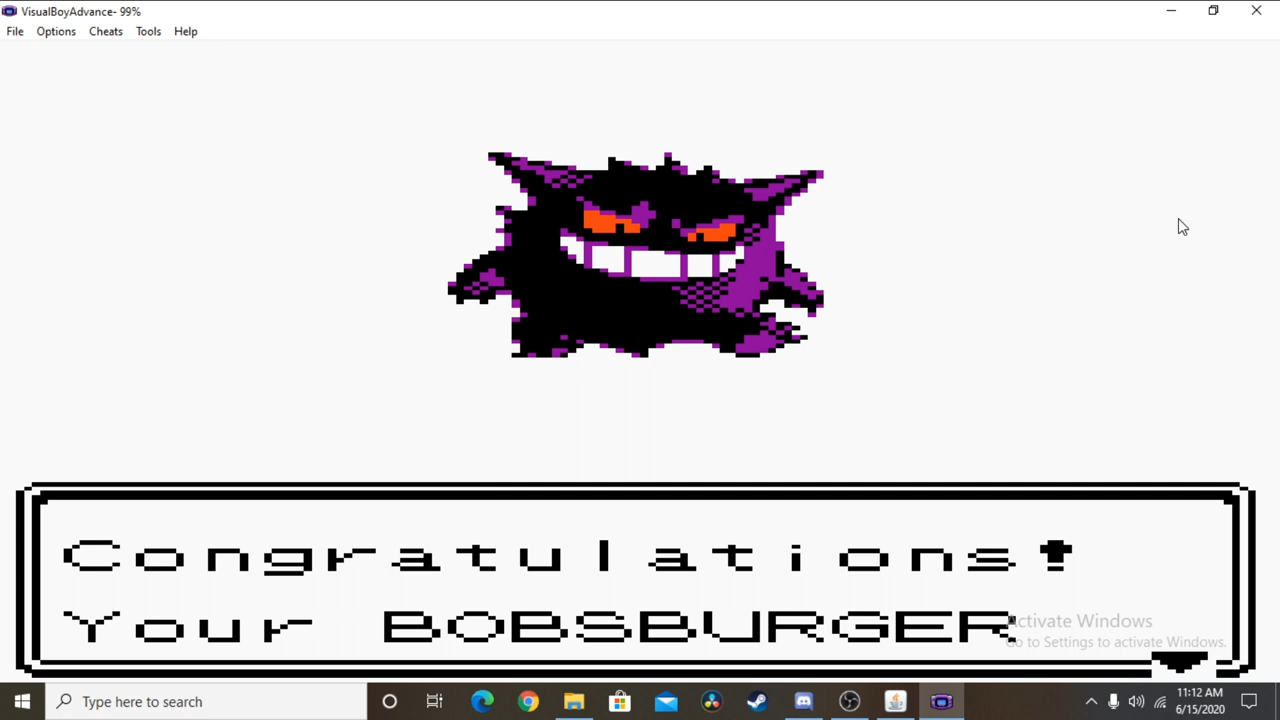 VisualBoyAdvance- 99%
File Options Cheats Tools Help
Congratulations!
Your BOBSBURGER
Activate Windows
Go to Settings to activate Windows.
Type here to search
11:12 AM
6/15/2020